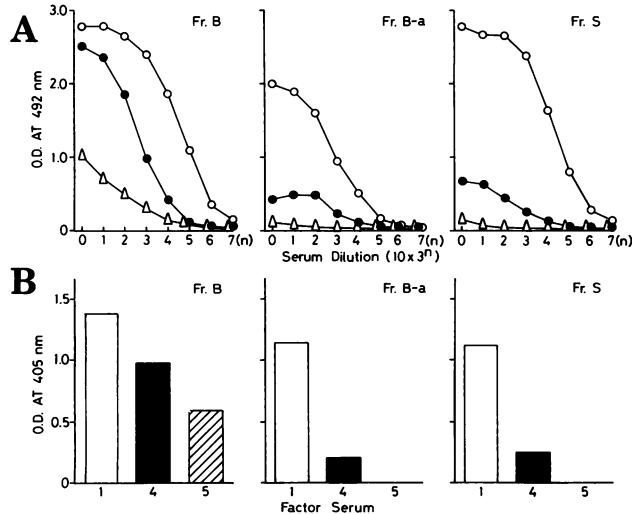 A
Fr. B
Fr. B-a
Fr. S
O.D. AT 492 nm
3.0
2.0
1.0
0
0 1 2 3 4 5 6 7(n)
0 1 2 3 4 5 6 7(n)
0 1 2 3 4 5 6 7(n)
Serum Dilution (10 x 3ⁿ)
B
Fr. B
Fr. B-a
Fr. S
O.D. AT 405 nm
1.5
1.0
0.5
0
1 4 5
1 4 5
1 4 5
Factor Serum